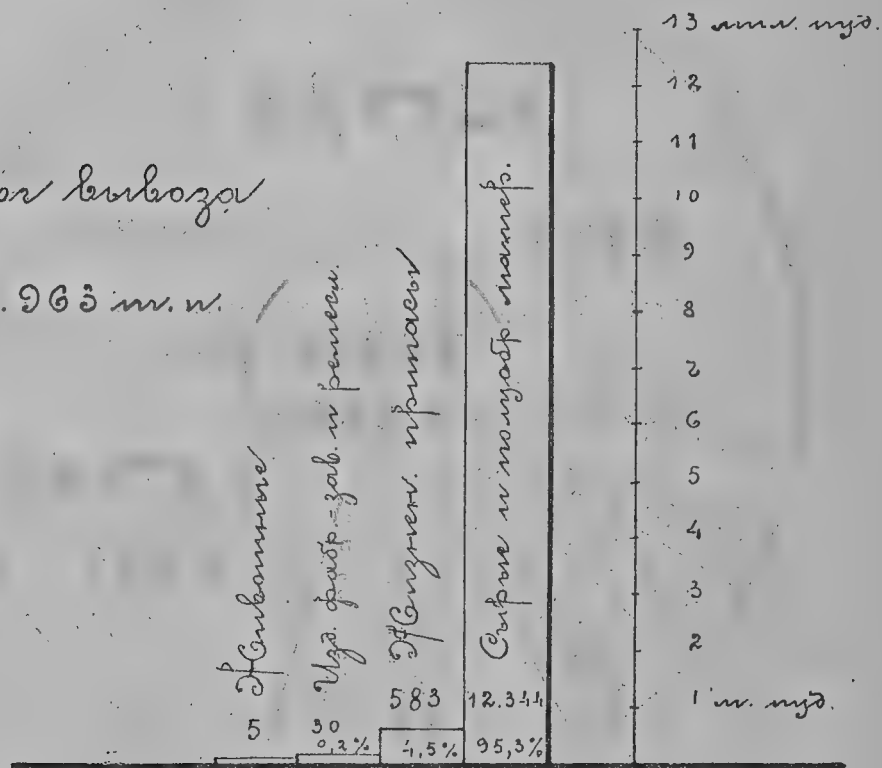 вывоза
963 т. п.
Животные
5
Изд. фабр.-зав. и ремесл.
30
0,2%
Жизнен. припасы
583
4,5%
Сырые и полуобр. матер.
12.344
95,3%
13 мил. пуд.
12
11
10
9
8
7
6
5
4
3
2
1 м. пуд.